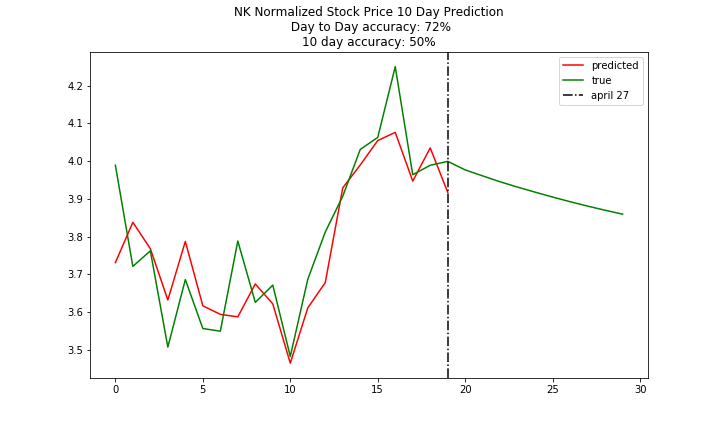 NK Normalized Stock Price 10 Day Prediction
Day to Day accuracy: 72%
10 day accuracy: 50%
predicted
true
april 27
4.2
4.1
4.0
3.9
3.8
3.7
3.6
3.5
0 5 10 15 20 25 30